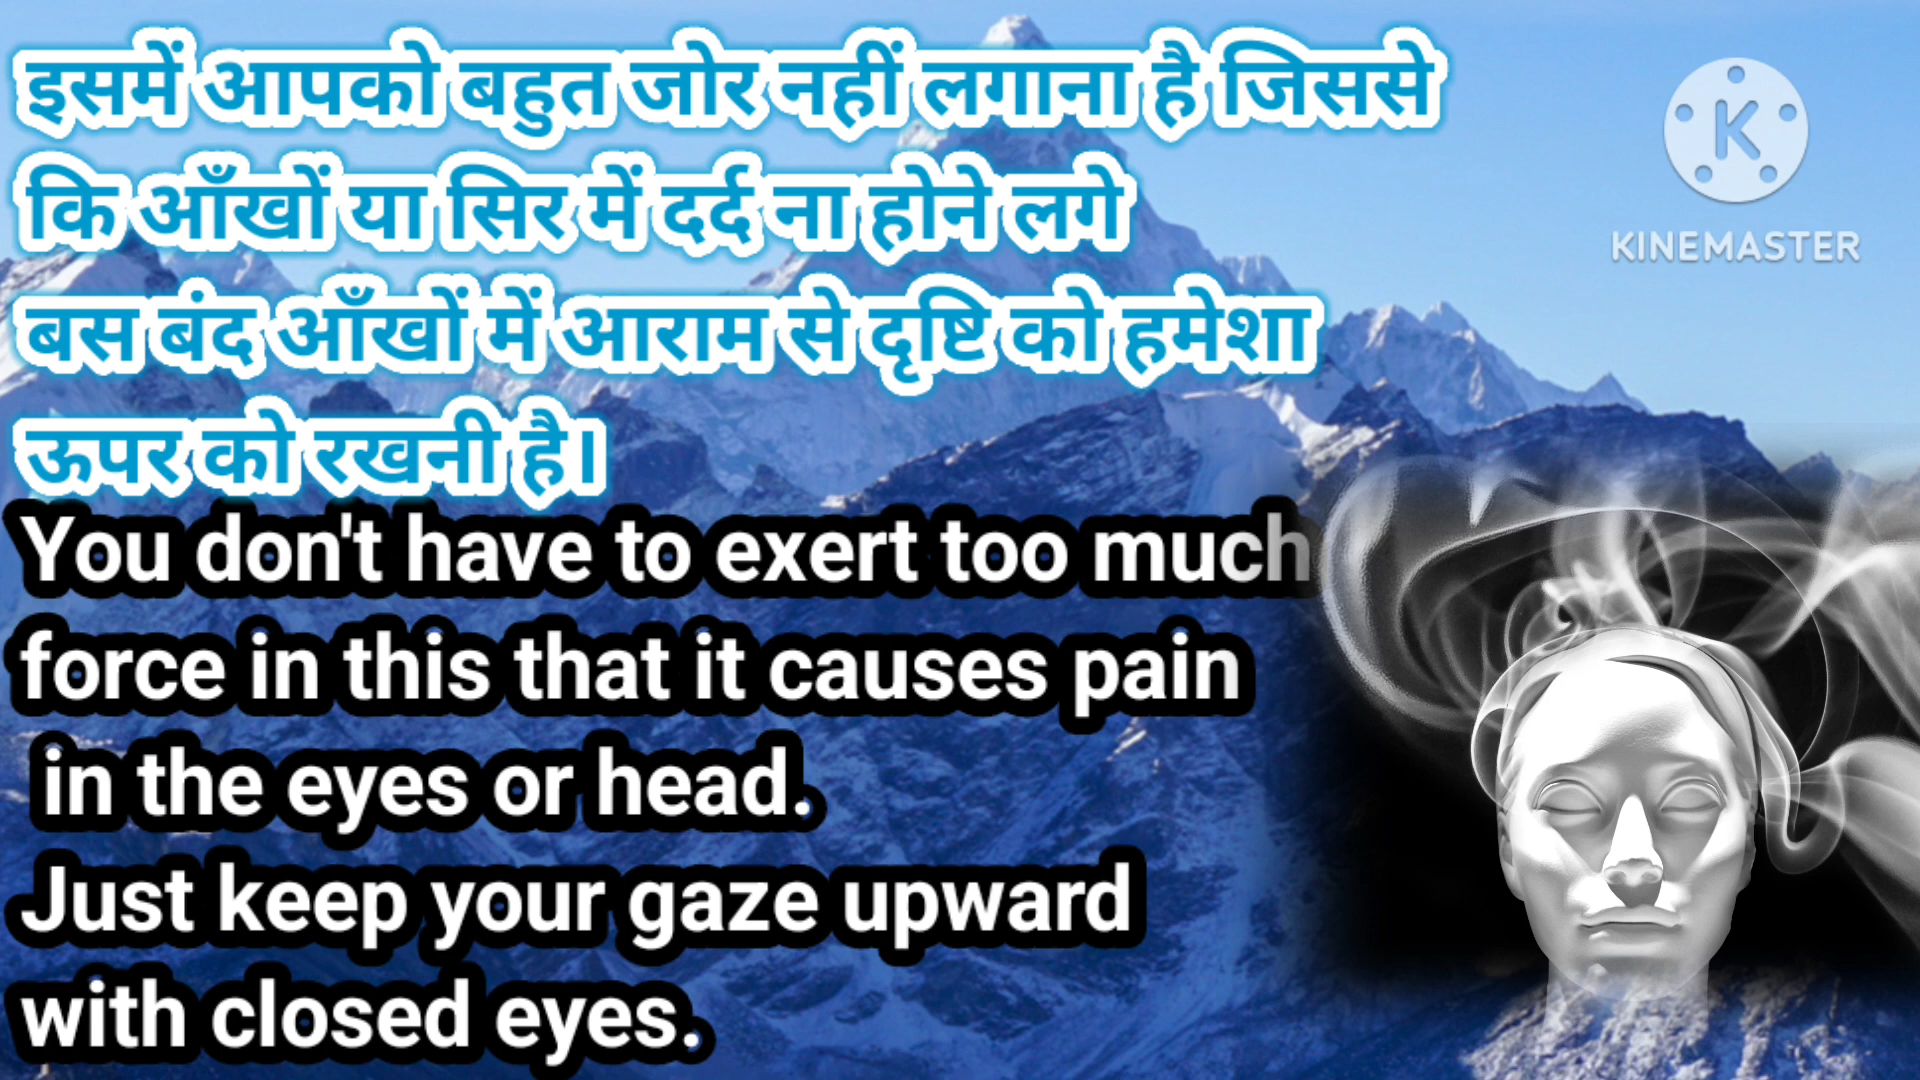 इसमें आपको बहुत जोर नहीं लगाना है जिससे
कि आँखों या सिर में दर्द ना होने लगे
बस बंद आँखों में आराम से दृष्टि को हमेशा
ऊपर को रखनी है।
You don't have to exert too much
force in this that it causes pain
in the eyes or head.
Just keep your gaze upward
with closed eyes.
K
KINEMASTER